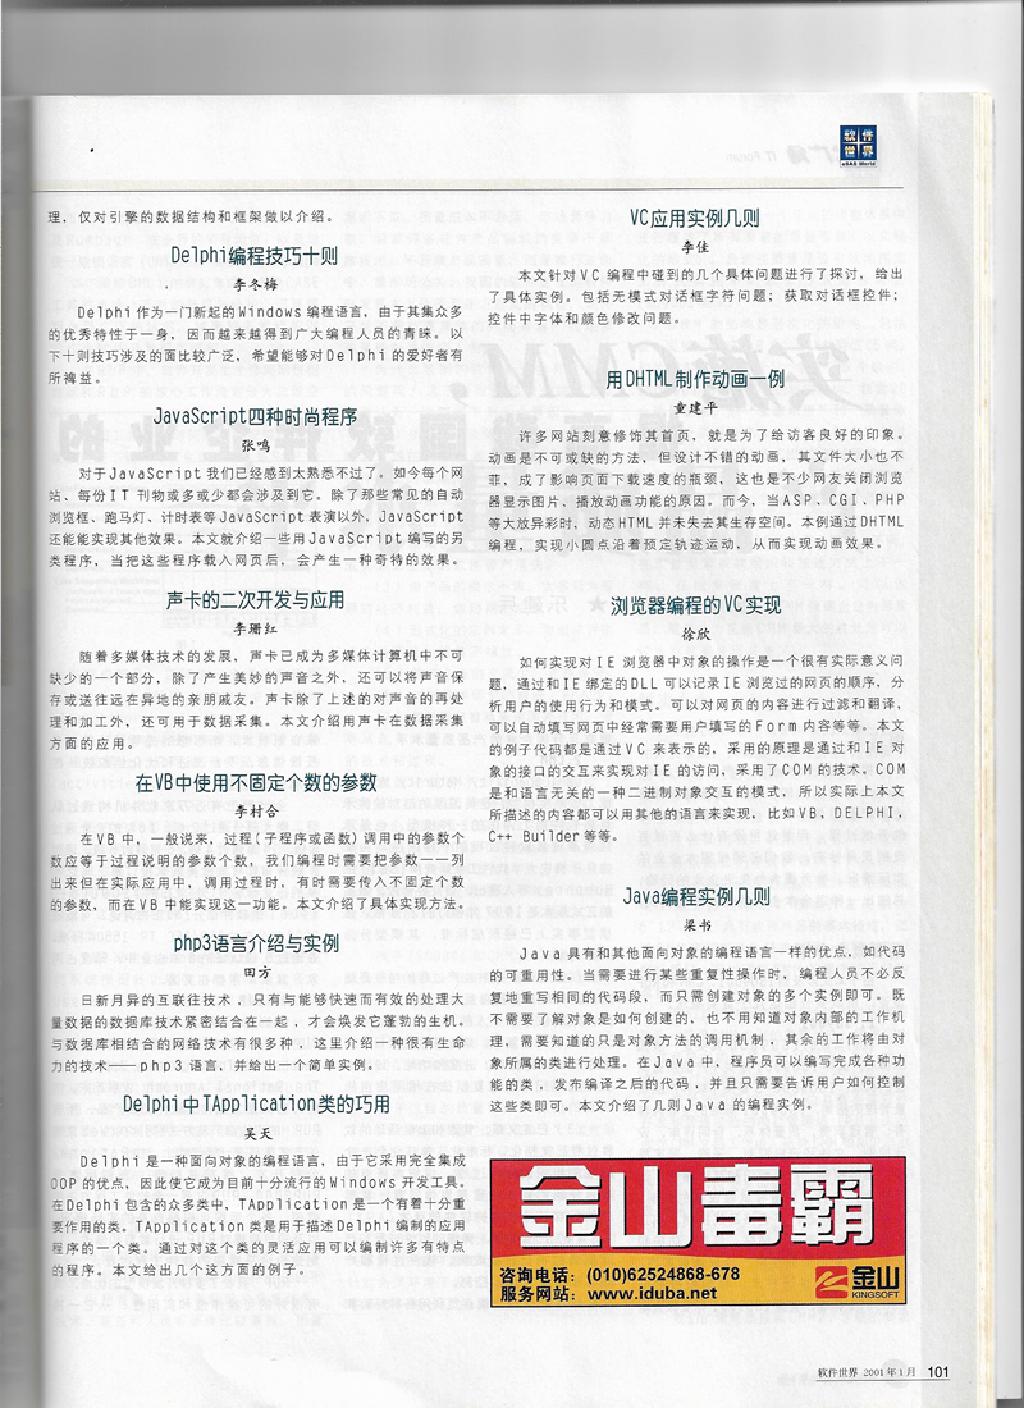 软件
世界
理，仅对引擎的数据结构和框架做以介绍。
Delphi编程技巧十则
李冬梅
Delphi作为一门新起的Windows编程语言，由于其集众多
的优秀特性于一身，因而越来越得到广大编程人员的青睐。以
下十则技巧涉及的面比较广泛，希望能够对Delphi的爱好者有
所裨益。
JavaScript四种时尚程序
张鸣
对于JavaScript我们已经感到太熟悉不过了。如今每个网
站、每份IT刊物或多或少都会涉及到它。除了那些常见的自动
浏览框、跑马灯、计时表等JavaScript表演以外，JavaScript
还能能实现其他效果。本文就介绍一些用JavaScript编写的另
类程序，当把这些程序载入网页后，会产生一种奇特的效果。
声卡的二次开发与应用
李珊红
随着多媒体技术的发展，声卡已成为多媒体计算机中不可
缺少的一个部分，除了产生美妙的声音之外，还可以将声音保
存或送往远在异地的亲朋戚友。声卡除了上述的对声音的再处
理和加工外，还可用于数据采集。本文介绍用声卡在数据采集
方面的应用。
在VB中使用不固定个数的参数
李村合
在VB中，一般说来，过程(子程序或函数)调用中的参数个
数应等于过程说明的参数个数，我们编程时需要把参数一一列
出来但在实际应用中，调用过程时，有时需要传入不固定个数
的参数，而在VB中能实现这一功能。本文介绍了具体实现方法。
php3语言介绍与实例
田方
日新月异的互联往技术，只有与能够快速而有效的处理大
量数据的数据库技术紧密结合在一起，才会焕发它蓬勃的生机。
与数据库相结合的网络技术有很多种，这里介绍一种很有生命
力的技术——php3语言、并给出一个简单实例。
Delphi中TApplication类的巧用
吴天
Delphi是一种面向对象的编程语言，由于它采用完全集成
OOP的优点，因此使它成为目前十分流行的Windows开发工具。
在Delphi包含的众多类中，TApplication是一个有着十分重
要作用的类。TApplication类是用于描述Delphi编制的应用
程序的一个类。通过对这个类的灵活应用可以编制许多有特点
的程序。本文给出几个这方面的例子。
VC应用实例几则
李佳
本文针对VC编程中碰到的几个具体问题进行了探讨，给出
了具体实例。包括无模式对话框字符问题；获取对话框控件；
控件中字体和颜色修改问题。
用DHTML制作动画一例
童建平
许多网站刻意修饰其首页，就是为了给访客良好的印象。
动画是不可或缺的方法，但设计不错的动画，其文件大小也不
菲，成了影响页面下载速度的瓶颈，这也是不少网友关闭浏览
器显示图片、播放动画功能的原因。而今，当ASP、CGI、PHP
等大放异彩时，动态HTML并未失去其生存空间。本例通过DHTML
编程，实现小圆点沿着预定轨迹运动，从而实现动画效果。
浏览器编程的VC实现
徐欣
如何实现对IE浏览器中对象的操作是一个很有实际意义问
题，通过和IE绑定的DLL可以记录IE浏览过的网页的顺序，分
析用户的使用行为和模式。可以对网页的内容进行过滤和翻译，
可以自动填写网页中经常需要用户填写的Form内容等等。本文
的例子代码都是通过VC来表示的，采用的原理是通过和IE对
象的接口的交互来实现对IE的访问，采用了COM的技术。COM
是和语言无关的一种二进制对象交互的模式，所以实际上本文
所描述的内容都可以用其他的语言来实现，比如VB，DELPHI，
C++ Builder等等。
Java编程实例几则
梁书
Java具有和其他面向对象的编程语言一样的优点，如代码
的可重用性。当需要进行某些重复性操作时，编程人员不必反
复地重写相同的代码段，而只需创建对象的多个实例即可。既
不需要了解对象是如何创建的，也不用知道对象内部的工作机
理，需要知道的只是对象方法的调用机制，其余的工作将由对
象所属的类进行处理。在Java中，程序员可以编写完成各种功
能的类，发布编译之后的代码，并且只需要告诉用户如何控制
这些类即可。本文介绍了几则Java的编程实例。
金山毒霸
咨询电话：(010)62524868-678
服务网站：www.iduba.net
金山
KINGSOFT
软件世界 2001年1月 101